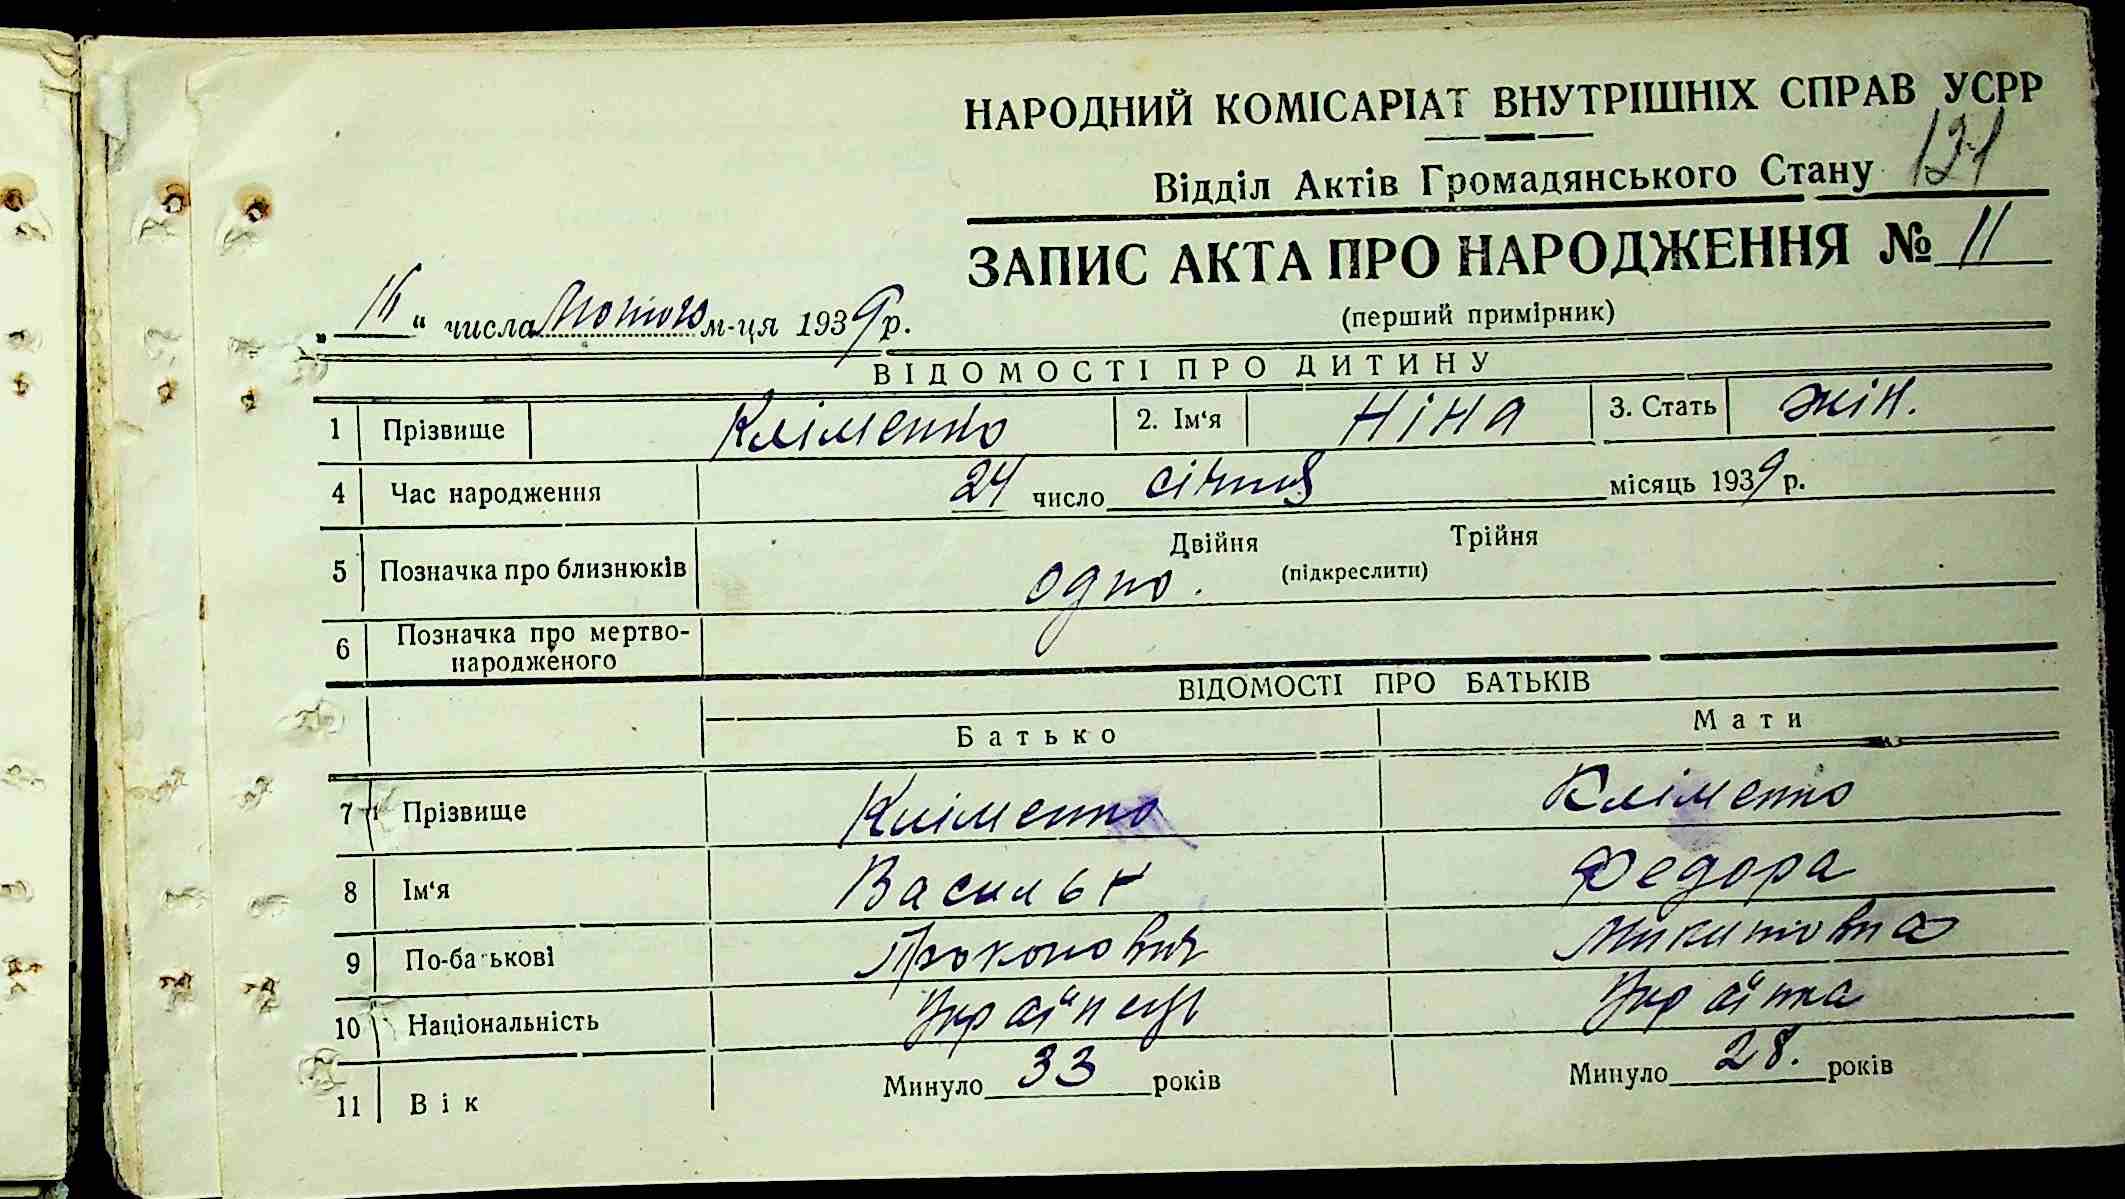 НАРОДНИЙ КОМІСАРІАТ ВНУТРІШНІХ СПРАВ УСРР
Відділ Актів Громадянського Стану 121
ЗАПИС АКТА ПРО НАРОДЖЕННЯ № 11
(перший примірник)
„ 16 “ числа Лютого м-ця 1939 р.
ВІДОМОСТІ ПРО ДИТИНУ
1 Прізвище Кліменко 2. Ім'я Ніна 3. Стать жін.
4 Час народження 24 число січня місяць 1939 р.
5 Позначка про близнюків Двійня Трійня
одно. (підкреслити)
6 Позначка про мертво-
народженого
ВІДОМОСТІ ПРО БАТЬКІВ
Батько Мати
7 Прізвище Кліменко Кліменко
8 Ім'я Василь Федора
9 По-батькові Прокопович Микитовна
10 Національність Українець Українка
11 Вік Минуло 33 років Минуло 28. років